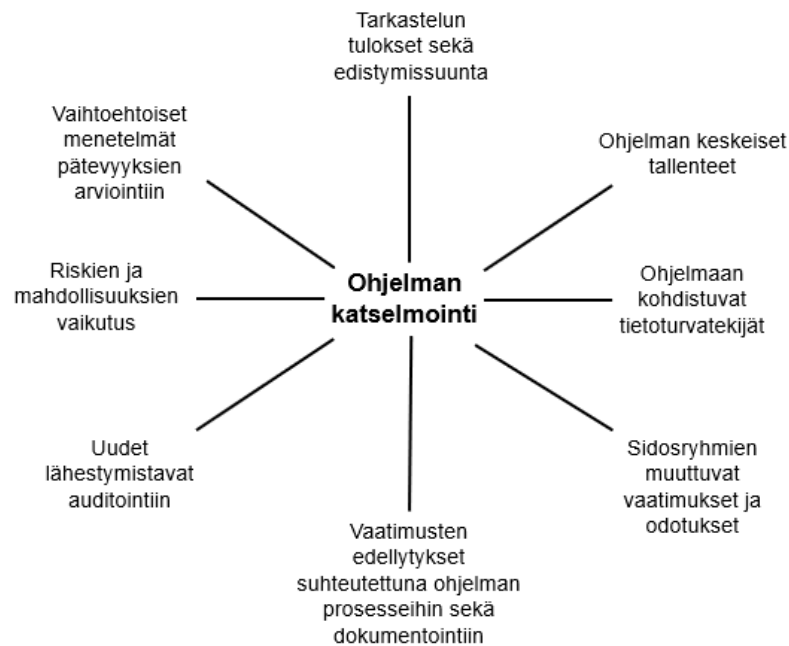 Tarkastelun
tulokset sekä
edistymissuunta
Vaihtoehtoiset
menetelmät
pätevyyksien
arviointiin
Ohjelman keskeiset
tallenteet
Riskien ja
mahdollisuuksien
vaikutus
Ohjelman
katselmointi
Ohjelmaan
kohdistuvat
tietoturvatekijät
Uudet
lähestymistavat
auditointiin
Sidosryhmien
muuttuvat
vaatimukset ja
odotukset
Vaatimusten
edellytykset
suhteutettuna ohjelman
prosesseihin sekä
dokumentointiin